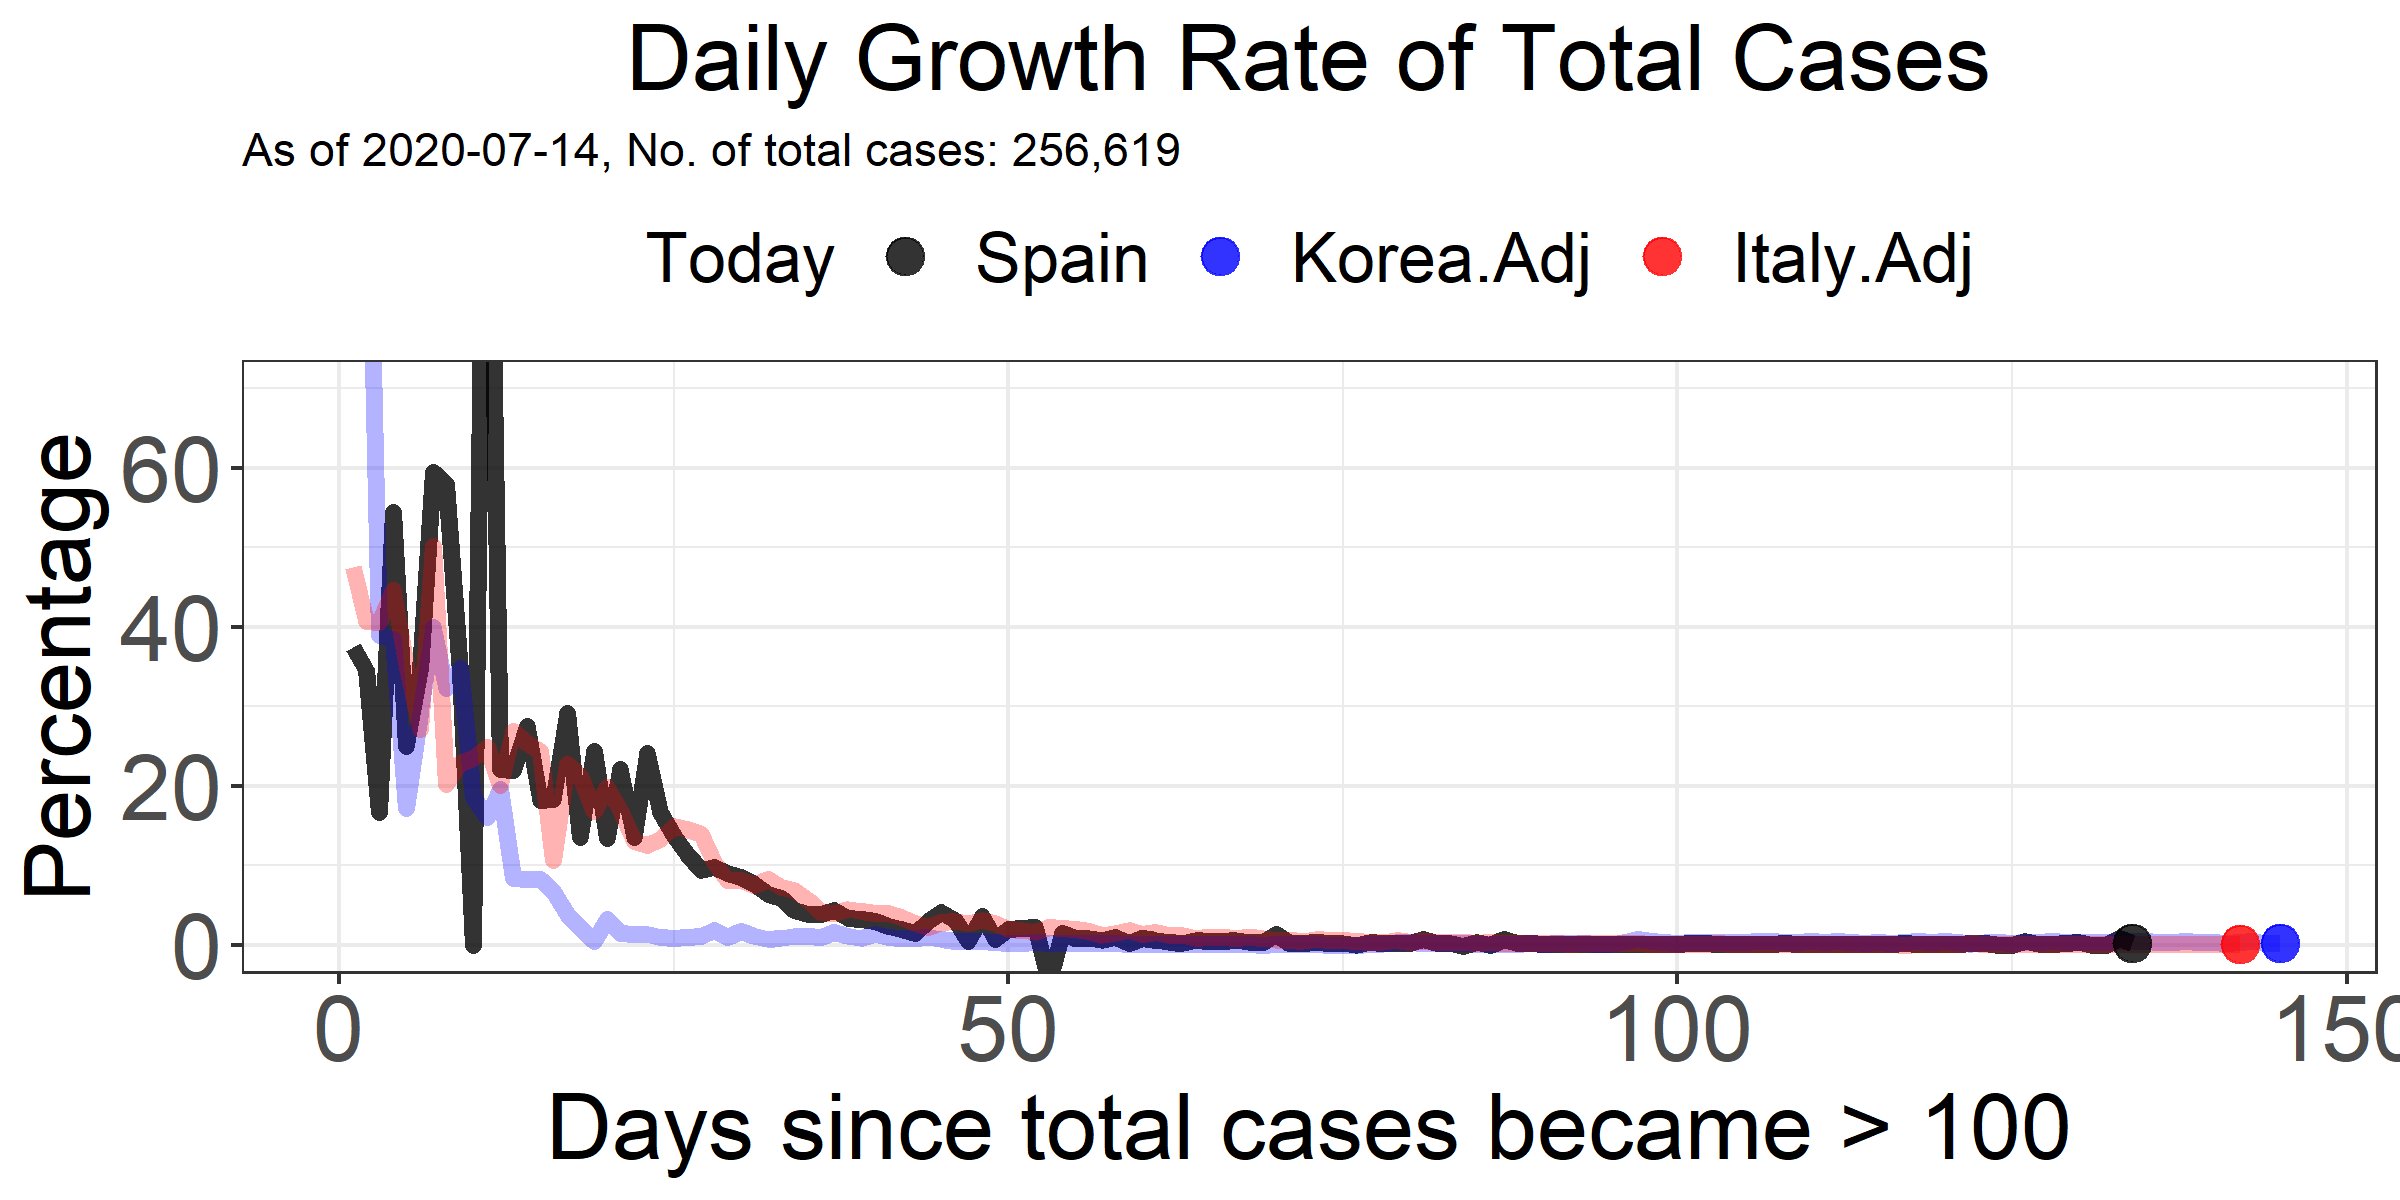 Daily Growth Rate of Total Cases
As of 2020-07-14, No. of total cases: 256,619
Today Spain Korea.Adj Italy.Adj
Percentage
60
40
20
0
0 50 100 150
Days since total cases became > 100